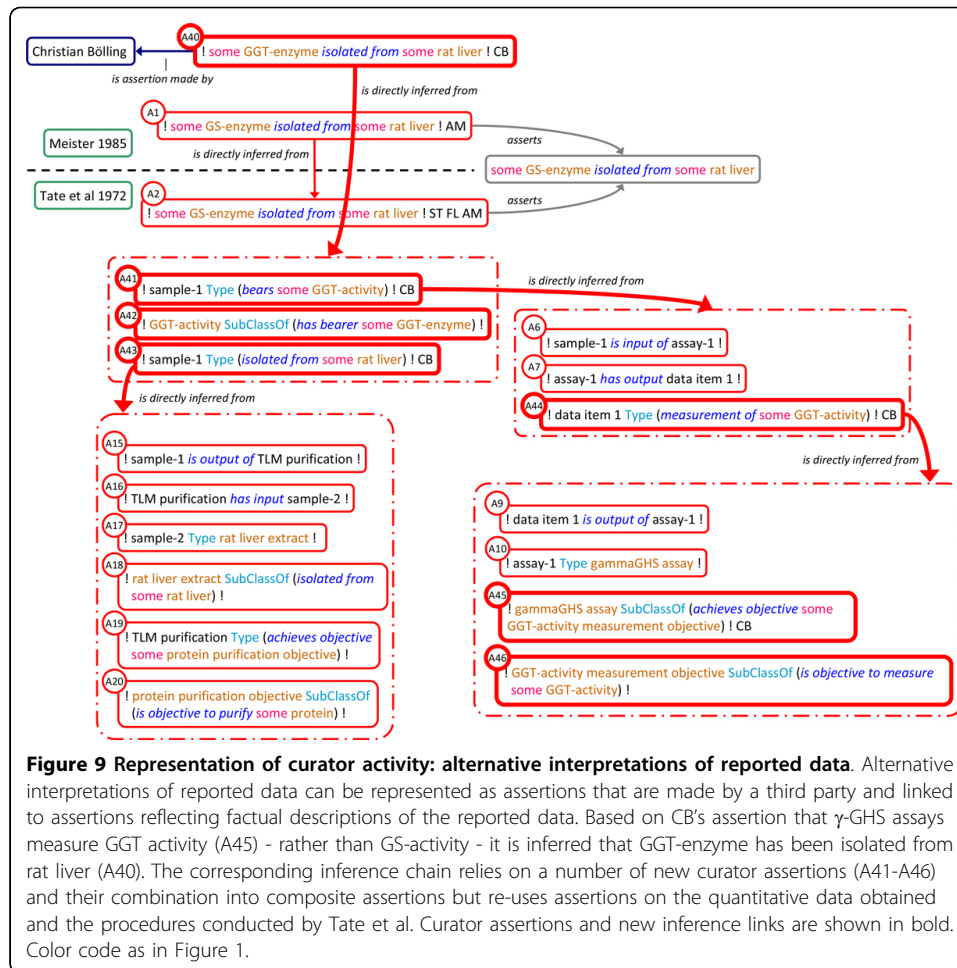 A40
Christian Bölling
! some GGT-enzyme isolated from some rat liver ! CB
is assertion made by
is directly inferred from
A1
! some GS-enzyme isolated from some rat liver ! AM
Meister 1985
is directly inferred from
asserts
some GS-enzyme isolated from some rat liver
Tate et al 1972
A2
! some GS-enzyme isolated from some rat liver ! ST FL AM
asserts
A41
! sample-1 Type (bears some GGT-activity) ! CB
is directly inferred from
A42
! GGT-activity SubClassOf (has bearer some GGT-enzyme) !
A43
! sample-1 Type (isolated from some rat liver) ! CB
is directly inferred from
A6
! sample-1 is input of assay-1 !
A7
! assay-1 has output data item 1 !
A44
! data item 1 Type (measurement of some GGT-activity) ! CB
is directly inferred from
A15
! sample-1 is output of TLM purification !
A16
! TLM purification has input sample-2 !
A17
! sample-2 Type rat liver extract !
A18
! rat liver extract SubClassOf (isolated from
some rat liver) !
A19
! TLM purification Type (achieves objective
some protein purification objective) !
A20
! protein purification objective SubClassOf
(is objective to purify some protein) !
A9
! data item 1 is output of assay-1 !
A10
! assay-1 Type gammaGHS assay !
A45
! gammaGHS assay SubClassOf (achieves objective some
GGT-activity measurement objective) ! CB
A46
! GGT-activity measurement objective SubClassOf (is objective to measure
some GGT-activity) !
Figure 9 Representation of curator activity: alternative interpretations of reported data. Alternative
interpretations of reported data can be represented as assertions that are made by a third party and linked
to assertions reflecting factual descriptions of the reported data. Based on CB's assertion that γ-GHS assays
measure GGT activity (A45) - rather than GS-activity - it is inferred that GGT-enzyme has been isolated from
rat liver (A40). The corresponding inference chain relies on a number of new curator assertions (A41-A46)
and their combination into composite assertions but re-uses assertions on the quantitative data obtained
and the procedures conducted by Tate et al. Curator assertions and new inference links are shown in bold.
Color code as in Figure 1.